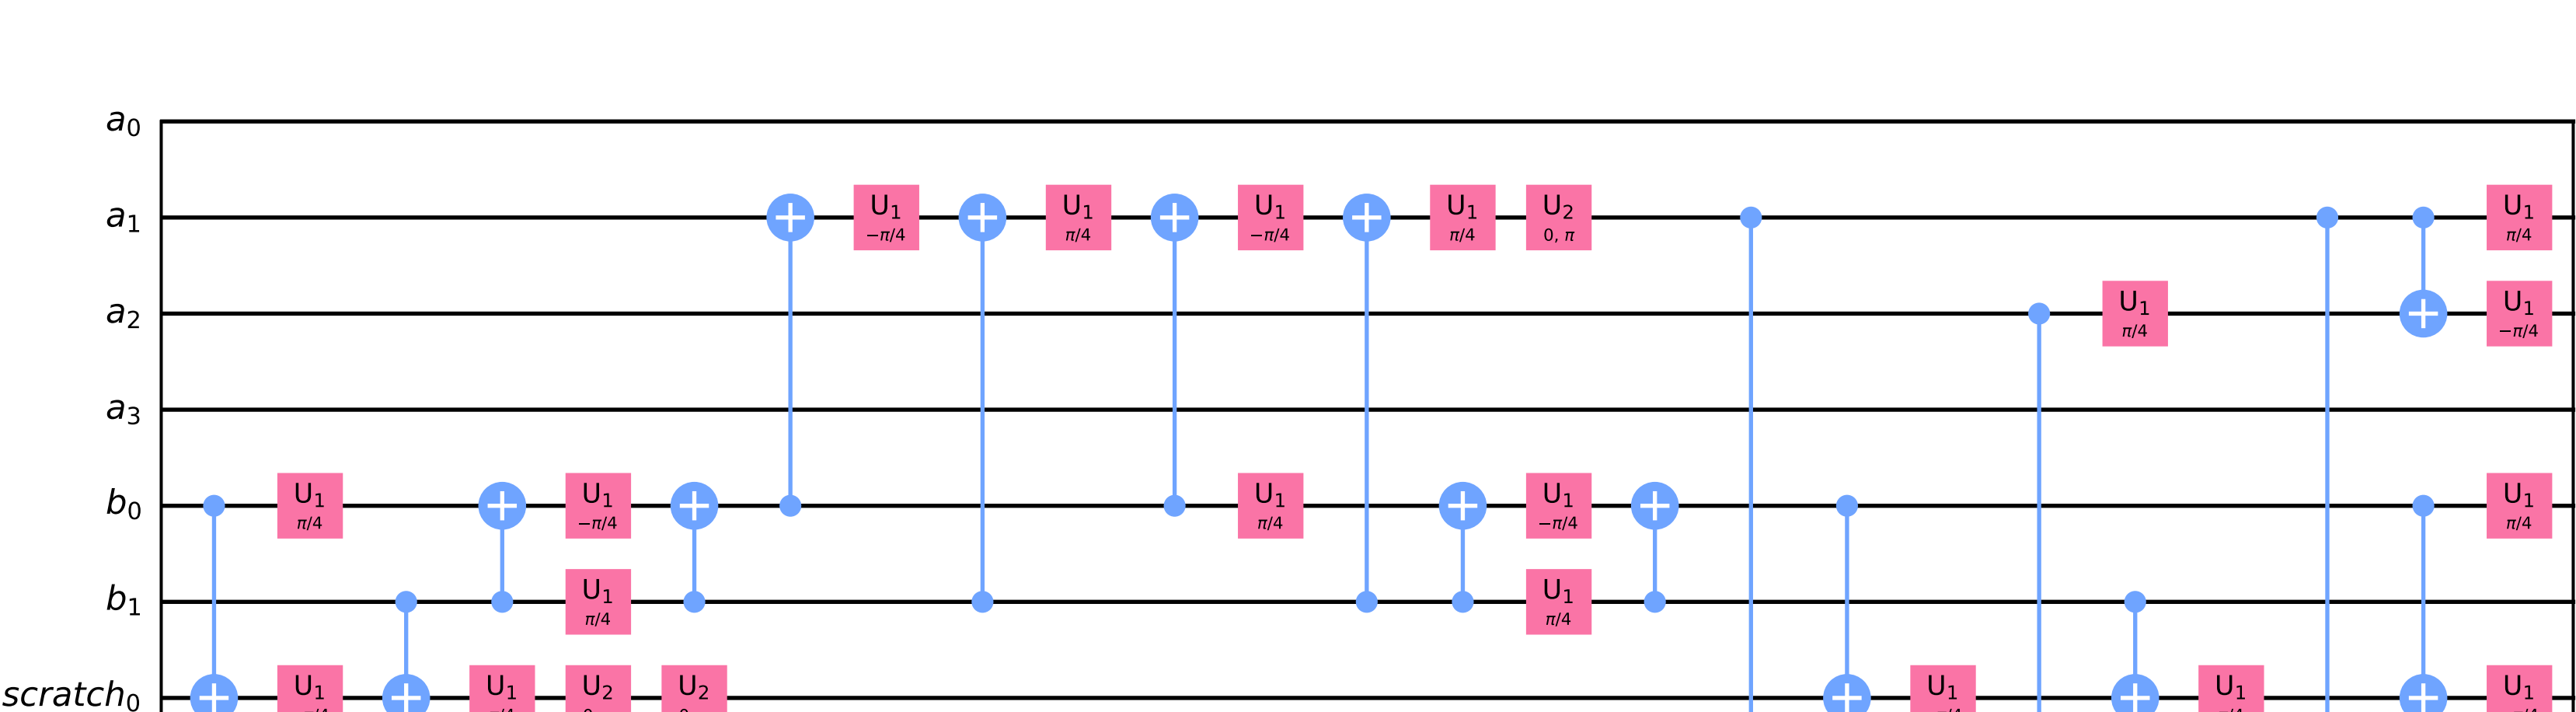 a0
a1 U1 -π/4 U1 π/4 U1 -π/4 U1 π/4 U2 0, π U1 π/4
a2 U1 π/4 U1 -π/4
a3
b0 U1 π/4 U1 -π/4 U1 π/4 U1 -π/4 U1 π/4
b1 U1 π/4 U1 π/4
scratch0 U1 U1 U2 U2 U1 U1 U1